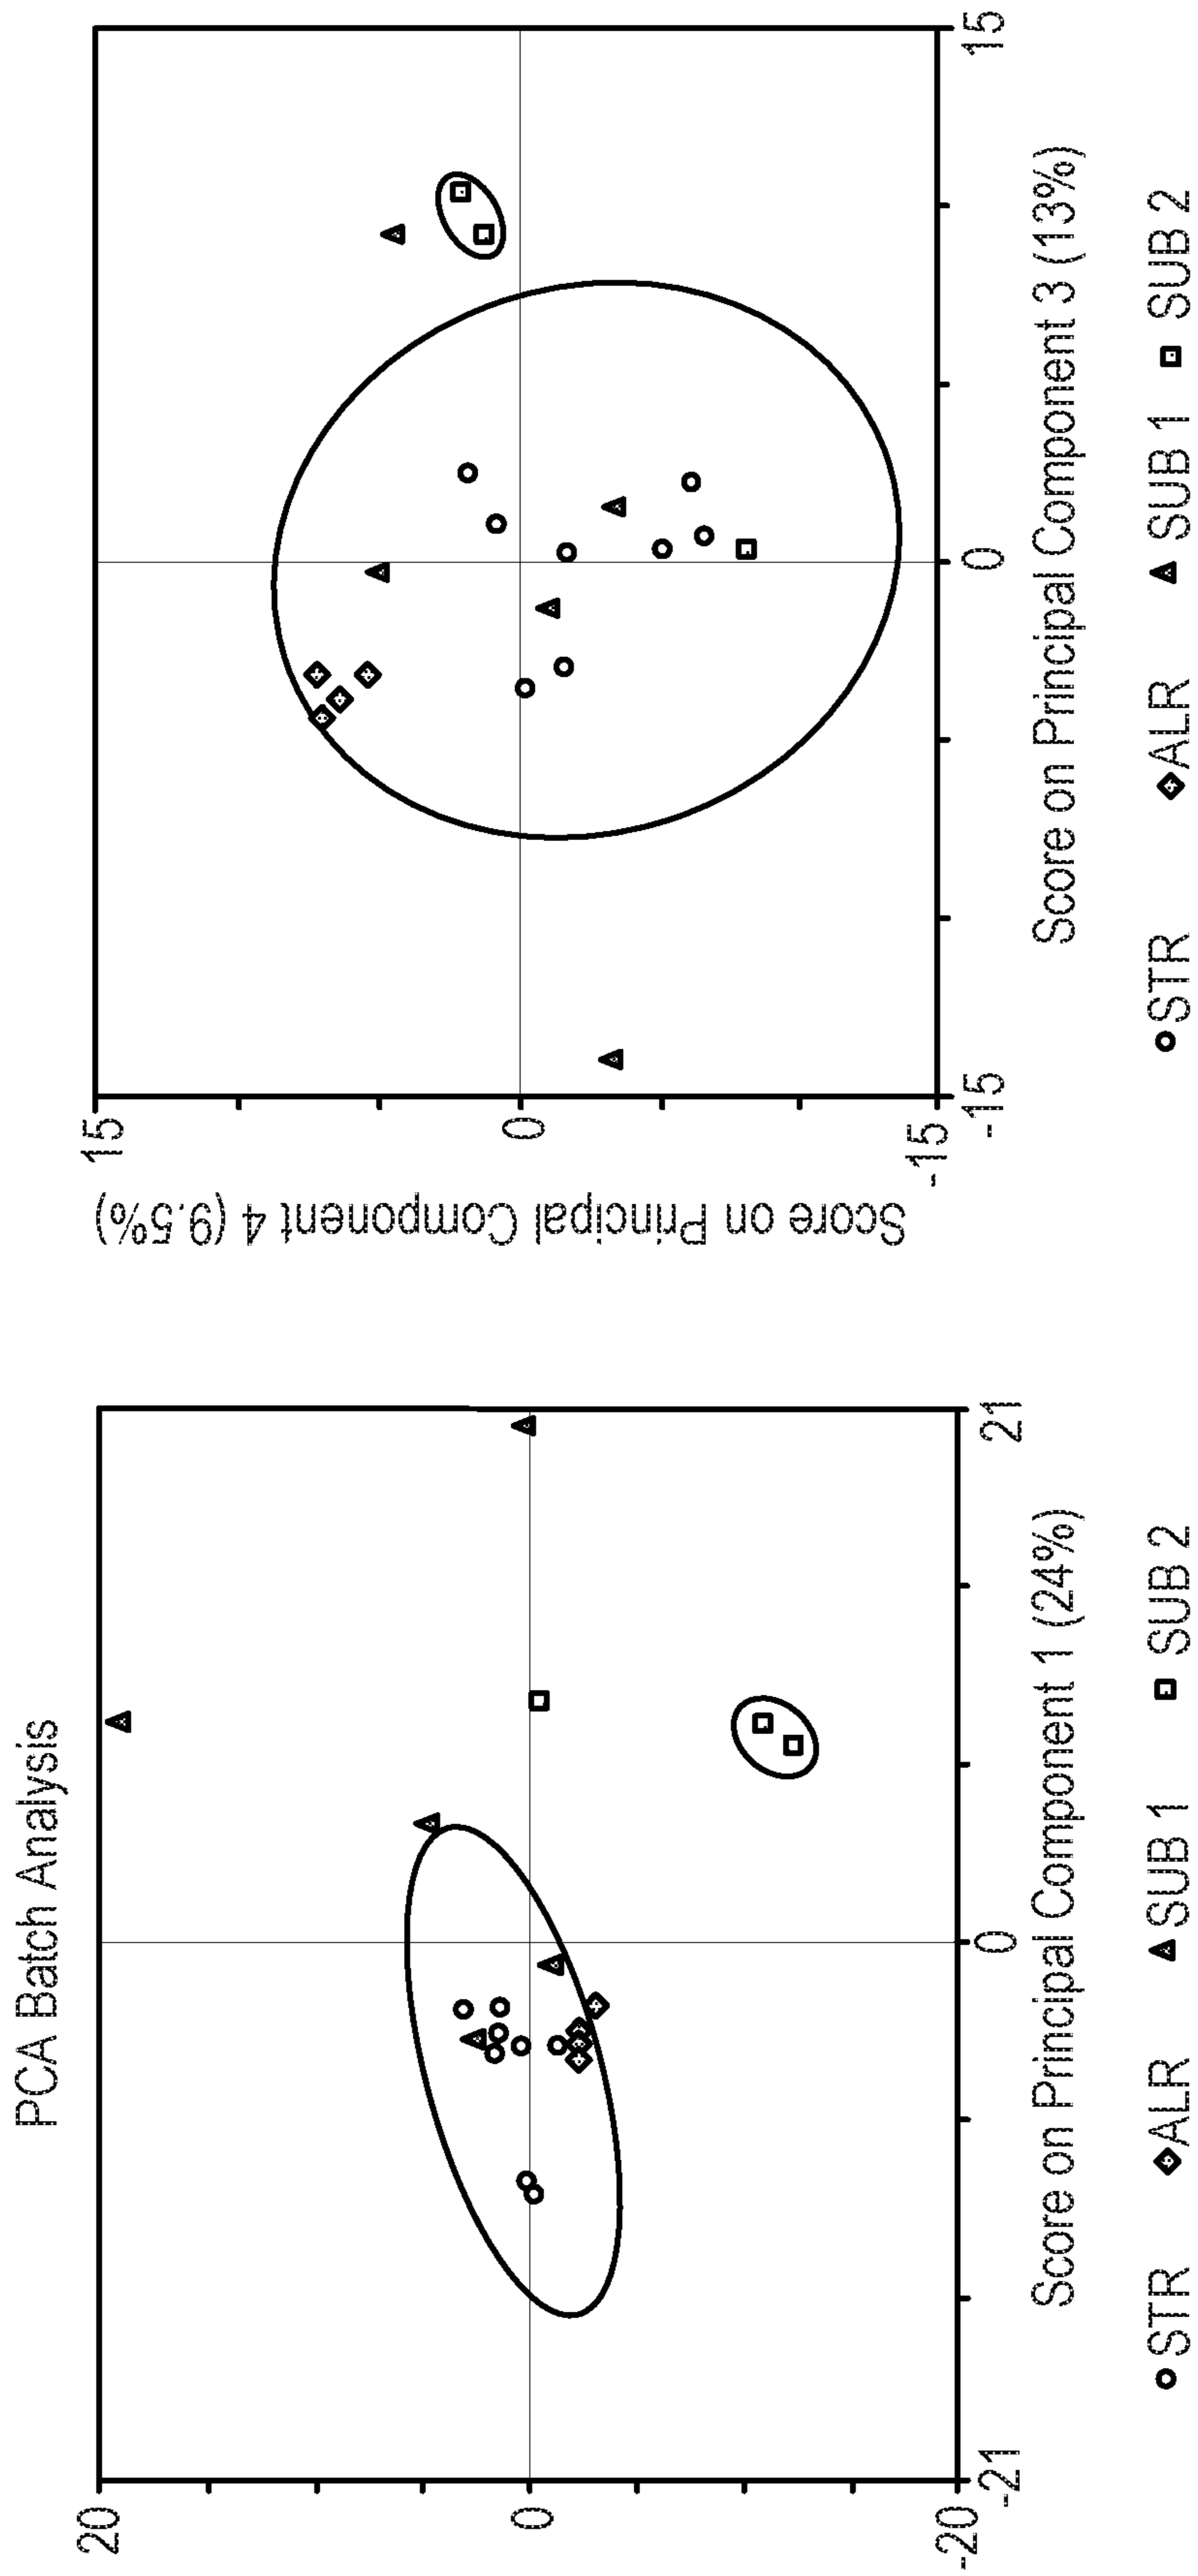 PCA Batch Analysis
20
0
-20
-21
0
21
Score on Principal Component 1 (24%)
STR
ALR
SUB 1
SUB 2
Score on Principal Component 4 (9.5%)
15
0
-15
-15
0
15
Score on Principal Component 3 (13%)
STR
ALR
SUB 1
SUB 2